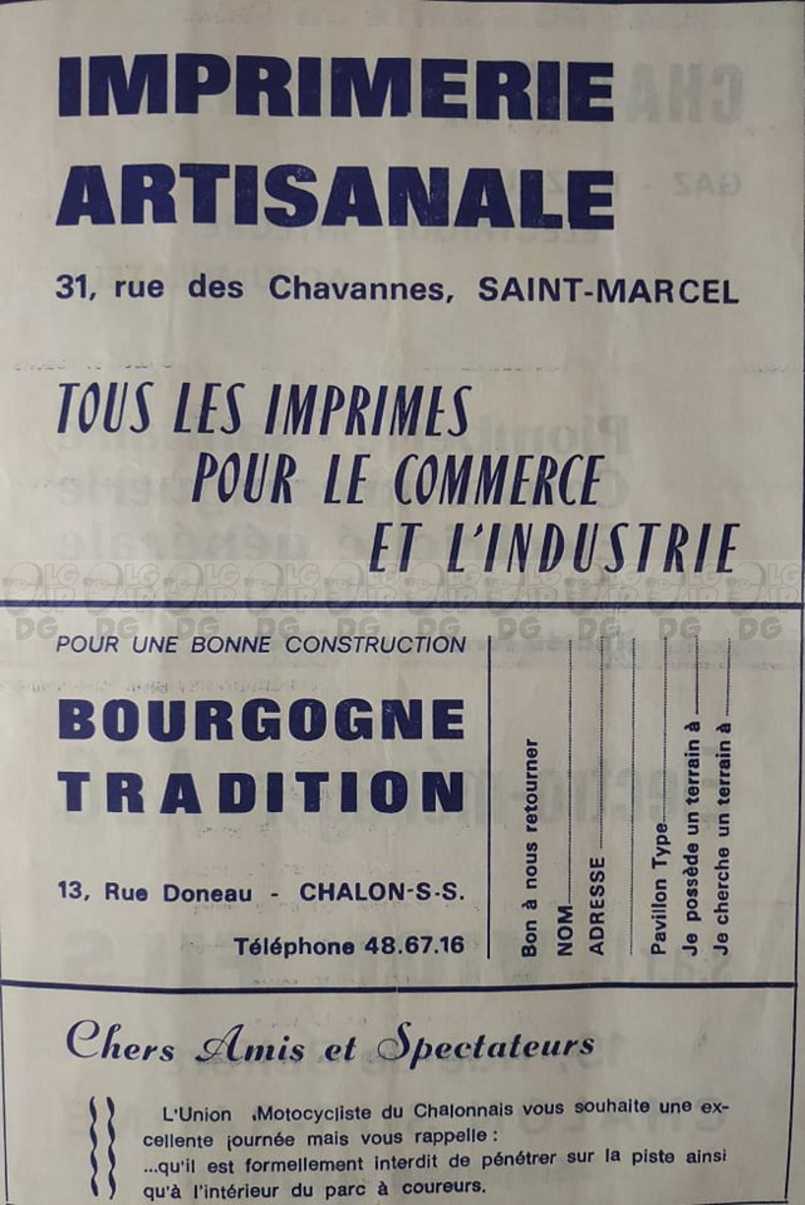 IMPRIMERIE
ARTISANALE
31, rue des Chavannes, SAINT-MARCEL
TOUS LES IMPRIMES
POUR LE COMMERCE
ET L'INDUSTRIE
POUR UNE BONNE CONSTRUCTION
BOURGOGNE
TRADITION
13, Rue Doneau - CHALON-S-S.
Téléphone 48.67.16
Bon à nous retourner
NOM
ADRESSE
Pavillon Type
Je possède un terrain à
Je cherche un terrain à
Chers Amis et Spectateurs
L'Union Motocycliste du Chalonnais vous souhaite une ex-
cellente journée mais vous rappelle :
...qu'il est formellement interdit de pénétrer sur la piste ainsi
qu'à l'intérieur du parc à coureurs.